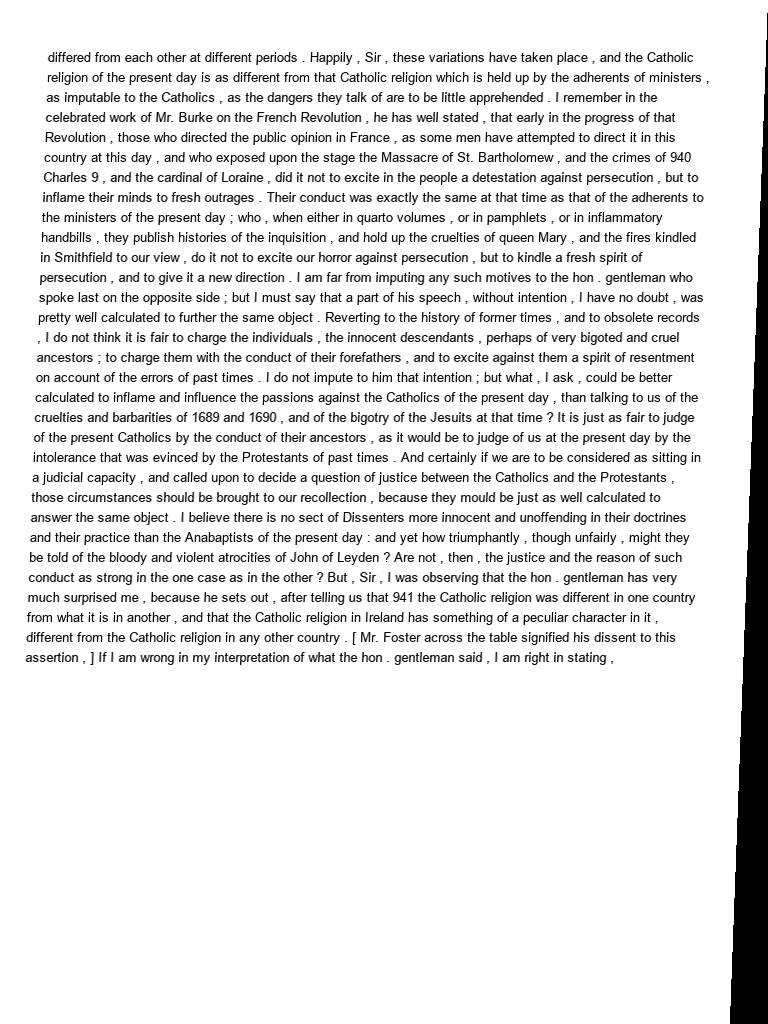 differed from each other at different periods . Happily , Sir , these variations have taken place , and the Catholic
religion of the present day is as different from that Catholic religion which is held up by the adherents of ministers ,
as imputable to the Catholics , as the dangers they talk of are to be little apprehended . I remember in the
celebrated work of Mr. Burke on the French Revolution , he has well stated , that early in the progress of that
Revolution , those who directed the public opinion in France , as some men have attempted to direct it in this
country at this day , and who exposed upon the stage the Massacre of St. Bartholomew , and the crimes of 940
Charles 9 , and the cardinal of Loraine , did it not to excite in the people a detestation against persecution , but to
inflame their minds to fresh outrages . Their conduct was exactly the same at that time as that of the adherents to
the ministers of the present day ; who , when either in quarto volumes , or in pamphlets , or in inflammatory
handbills , they publish histories of the inquisition , and hold up the cruelties of queen Mary , and the fires kindled
in Smithfield to our view , do it not to excite our horror against persecution , but to kindle a fresh spirit of
persecution , and to give it a new direction . I am far from imputing any such motives to the hon . gentleman who
spoke last on the opposite side ; but I must say that a part of his speech , without intention , I have no doubt , was
pretty well calculated to further the same object . Reverting to the history of former times , and to obsolete records
, I do not think it is fair to charge the individuals , the innocent descendants , perhaps of very bigoted and cruel
ancestors ; to charge them with the conduct of their forefathers , and to excite against them a spirit of resentment
on account of the errors of past times . I do not impute to him that intention ; but what , I ask , could be better
calculated to inflame and influence the passions against the Catholics of the present day , than talking to us of the
cruelties and barbarities of 1689 and 1690 , and of the bigotry of the Jesuits at that time ? It is just as fair to judge
of the present Catholics by the conduct of their ancestors , as it would be to judge of us at the present day by the
intolerance that was evinced by the Protestants of past times . And certainly if we are to be considered as sitting in
a judicial capacity , and called upon to decide a question of justice between the Catholics and the Protestants ,
those circumstances should be brought to our recollection , because they mould be just as well calculated to
answer the same object . I believe there is no sect of Dissenters more innocent and unoffending in their doctrines
and their practice than the Anabaptists of the present day : and yet how triumphantly , though unfairly , might they
be told of the bloody and violent atrocities of John of Leyden ? Are not , then , the justice and the reason of such
conduct as strong in the one case as in the other ? But , Sir , I was observing that the hon . gentleman has very
much surprised me , because he sets out , after telling us that 941 the Catholic religion was different in one country
from what it is in another , and that the Catholic religion in Ireland has something of a peculiar character in it ,
different from the Catholic religion in any other country . [ Mr. Foster across the table signified his dissent to this
assertion , ] If I am wrong in my interpretation of what the hon . gentleman said , I am right in stating ,